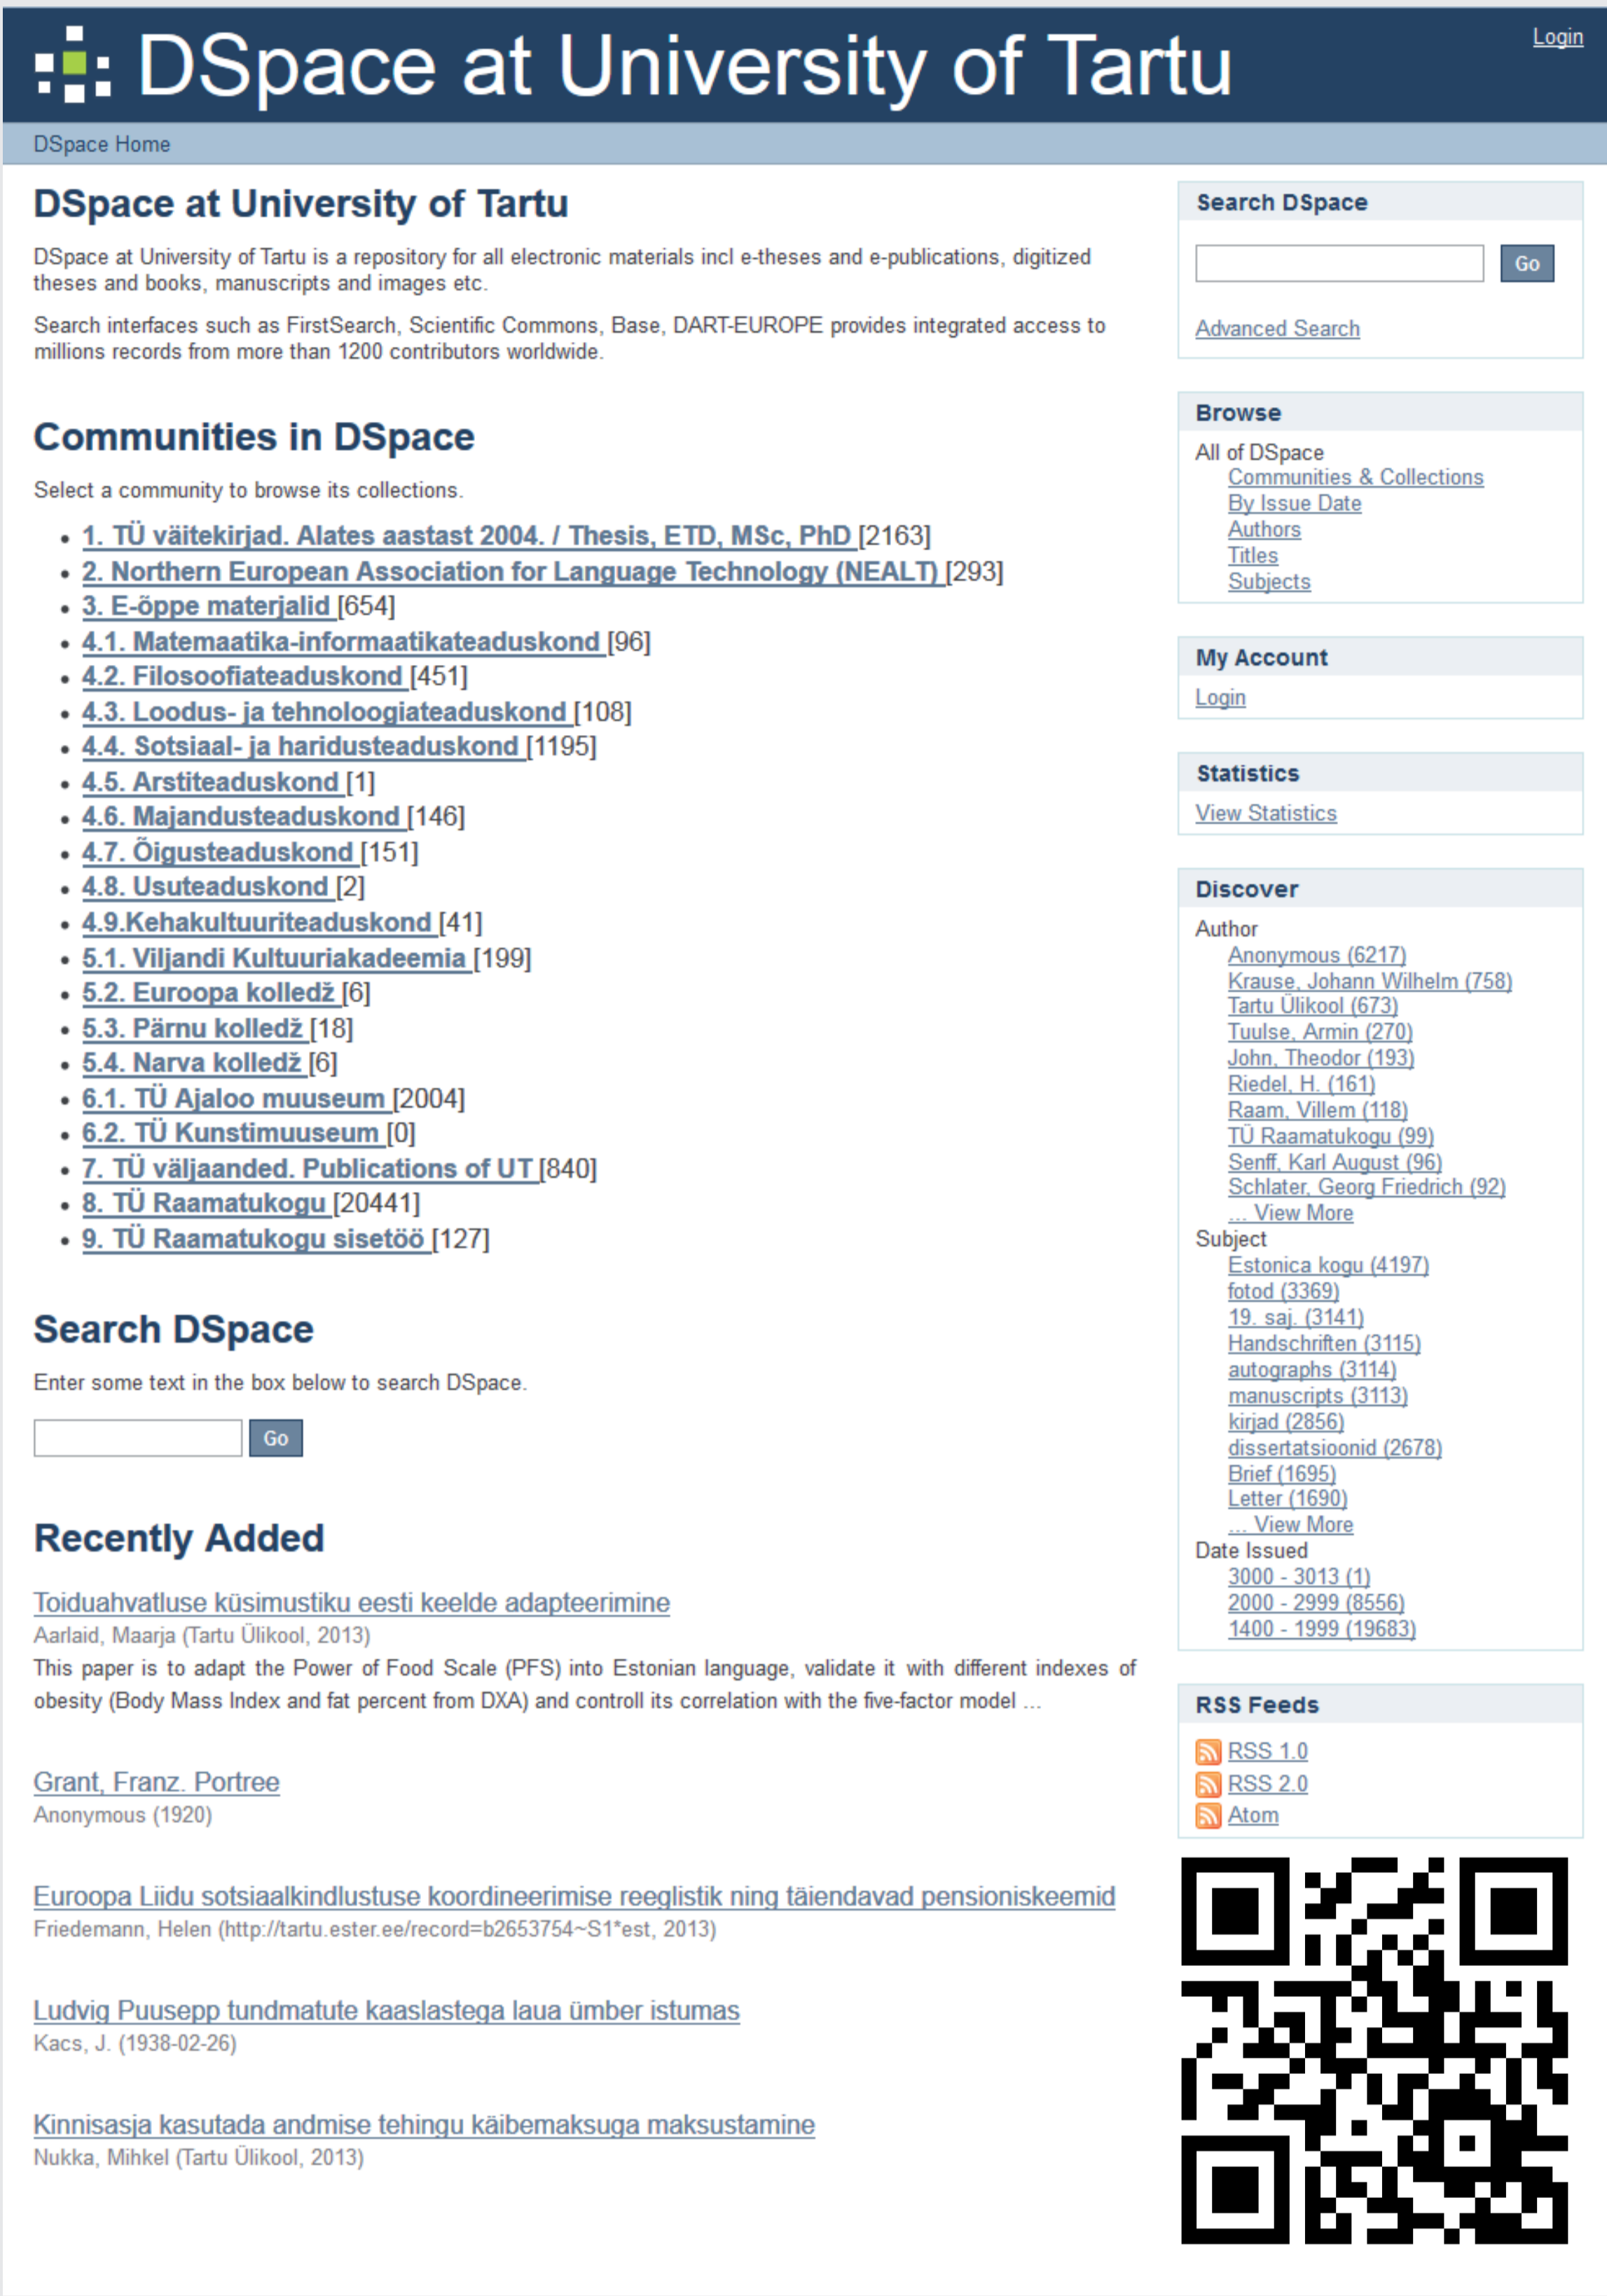 DSpace at University of Tartu
Login
DSpace Home
DSpace at University of Tartu
DSpace at University of Tartu is a repository for all electronic materials incl e-theses and e-publications, digitized
theses and books, manuscripts and images etc.
Search interfaces such as FirstSearch, Scientific Commons, Base, DART-EUROPE provides integrated access to
millions records from more than 1200 contributors worldwide.
Communities in DSpace
Select a community to browse its collections.
1. TÜ väitekirjad. Alates aastast 2004. / Thesis, ETD, MSc, PhD [2163]
2. Northern European Association for Language Technology (NEALT) [293]
3. E-õppe materjalid [654]
4.1. Matemaatika-informaatikateaduskond [96]
4.2. Filosoofiateaduskond [451]
4.3. Loodus- ja tehnoloogiateaduskond [108]
4.4. Sotsiaal- ja haridusteaduskond [1195]
4.5. Arstiteaduskond [1]
4.6. Majandusteaduskond [146]
4.7. Õigusteaduskond [151]
4.8. Usuteaduskond [2]
4.9.Kehakultuuriteaduskond [41]
5.1. Viljandi Kultuuriakadeemia [199]
5.2. Euroopa kolledž [6]
5.3. Pärnu kolledž [18]
5.4. Narva kolledž [6]
6.1. TÜ Ajaloo muuseum [2004]
6.2. TÜ Kunstimuuseum [0]
7. TÜ väljaanded. Publications of UT [840]
8. TÜ Raamatukogu [20441]
9. TÜ Raamatukogu sisetöö [127]
Search DSpace
Enter some text in the box below to search DSpace.
Go
Recently Added
Toiduahvatluse küsimustiku eesti keelde adapteerimine
Aarlaid, Maarja (Tartu Ülikool, 2013)
This paper is to adapt the Power of Food Scale (PFS) into Estonian language, validate it with different indexes of
obesity (Body Mass Index and fat percent from DXA) and controll its correlation with the five-factor model ...
Grant, Franz. Portree
Anonymous (1920)
Euroopa Liidu sotsiaalkindlustuse koordineerimise reeglistik ning täiendavad pensioniskeemid
Friedemann, Helen (http://tartu.ester.ee/record=b2653754~S1*est, 2013)
Ludvig Puusepp tundmatute kaaslastega laua ümber istumas
Kacs, J. (1938-02-26)
Kinnisasja kasutada andmise tehingu käibemaksuga maksustamine
Nukka, Mihkel (Tartu Ülikool, 2013)
Search DSpace
Go
Advanced Search
Browse
All of DSpace
Communities & Collections
By Issue Date
Authors
Titles
Subjects
My Account
Login
Statistics
View Statistics
Discover
Author
Anonymous (6217)
Krause, Johann Wilhelm (758)
Tartu Ülikool (673)
Tuulse, Armin (270)
John, Theodor (193)
Riedel, H. (161)
Raam, Villem (118)
TÜ Raamatukogu (99)
Senff, Karl August (96)
Schlater, Georg Friedrich (92)
... View More
Subject
Estonica kogu (4197)
fotod (3369)
19. saj. (3141)
Handschriften (3115)
autographs (3114)
manuscripts (3113)
kirjad (2856)
dissertatsioonid (2678)
Brief (1695)
Letter (1690)
... View More
Date Issued
3000 - 3013 (1)
2000 - 2999 (8556)
1400 - 1999 (19683)
RSS Feeds
RSS 1.0
RSS 2.0
Atom